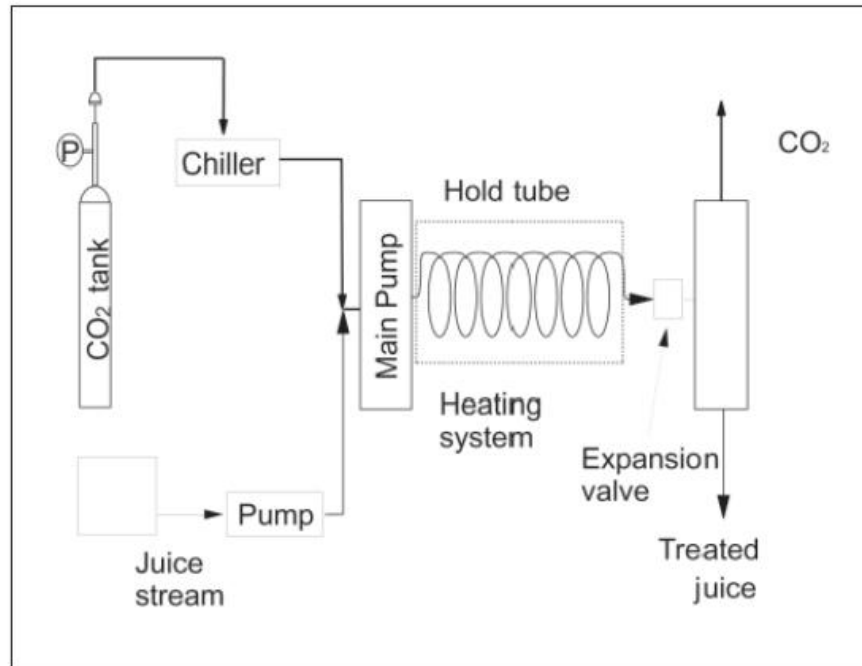 P
CO₂ tank
Chiller
Juice
stream
Pump
Main Pump
Hold tube
Heating
system
Expansion
valve
CO₂
Treated
juice